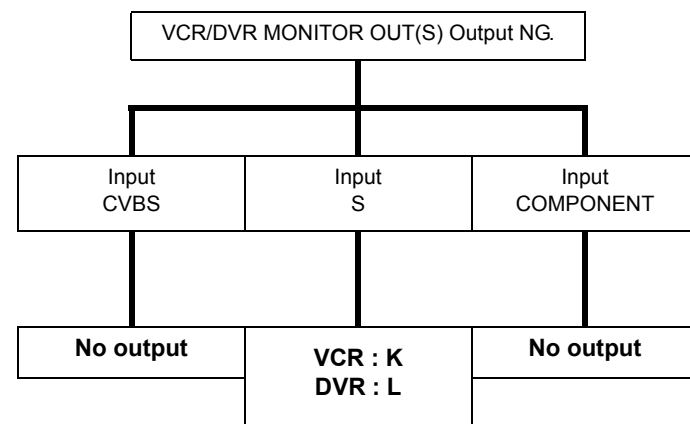 VCR/DVR MONITOR OUT(S) Output NG.
Input
CVBS
Input
S
Input
COMPONENT
No output
VCR : K
DVR : L
No output